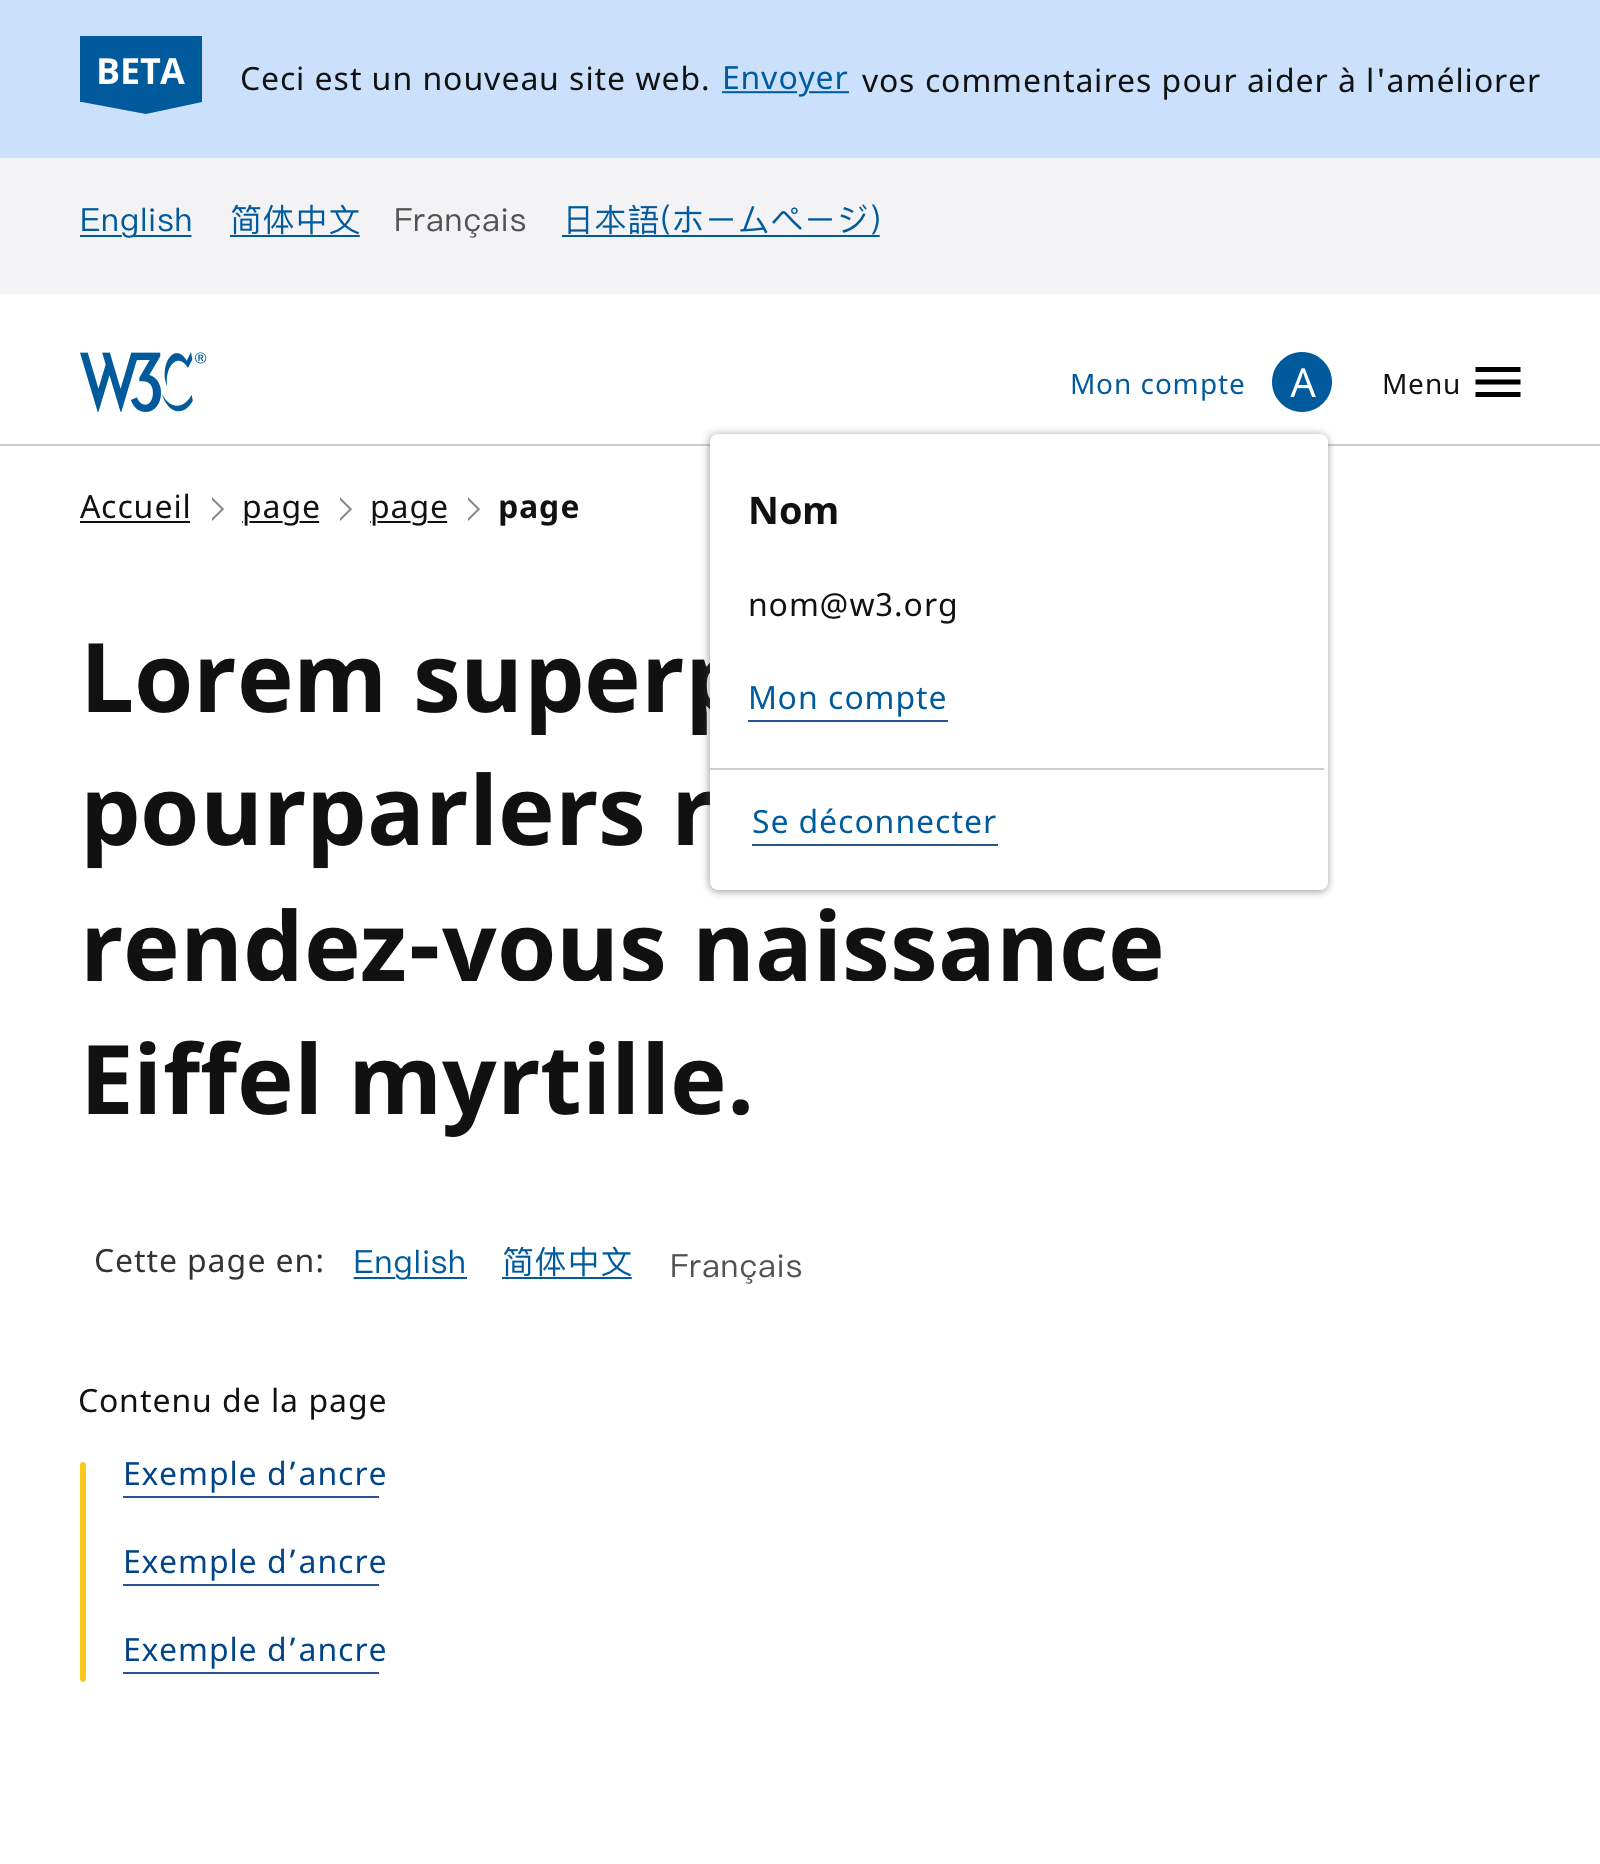 BETA
Ceci est un nouveau site web. Envoyer vos commentaires pour aider à l'améliorer
English 简体中文 Français 日本語(ホームページ)
W3C®
Mon compte A Menu
Accueil page page page
Nom
nom@w3.org
Mon compte
Se déconnecter
Lorem
pourparlers
rendez-vous naissance
Eiffel myrtille.
Cette page en: English 简体中文 Français
Contenu de la page
Exemple d’ancre
Exemple d’ancre
Exemple d’ancre